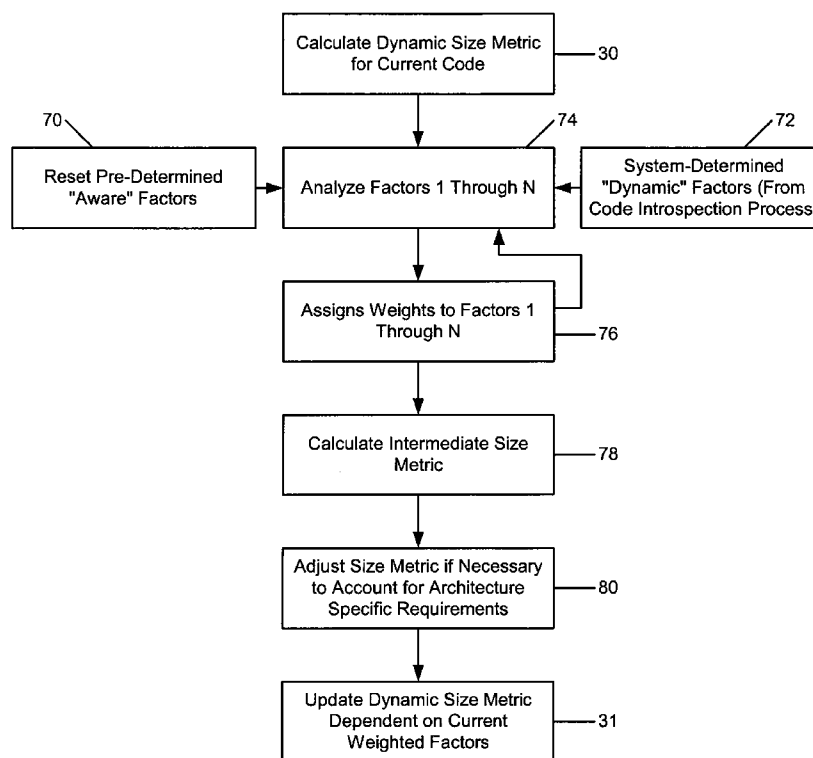 Calculate Dynamic Size Metric
for Current Code
30
70
74
72
Reset Pre-Determined
"Aware" Factors
Analyze Factors 1 Through N
System-Determined
"Dynamic" Factors (From
Code Introspection Process
Assigns Weights to Factors 1
Through N
76
Calculate Intermediate Size
Metric
78
Adjust Size Metric if Necessary
to Account for Architecture
Specific Requirements
80
Update Dynamic Size Metric
Dependent on Current
Weighted Factors
31